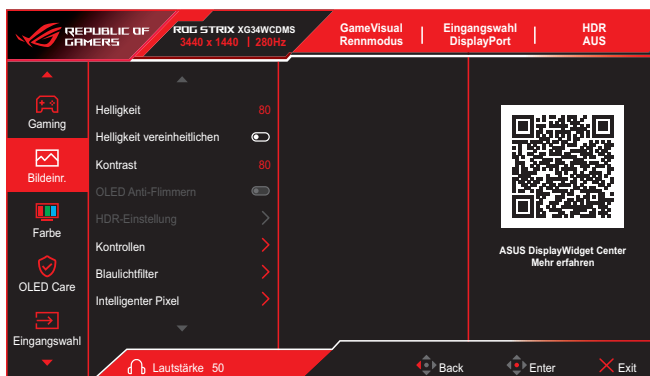 REPUBLIC OF
GAMERS
ROG STRIX XG34WCDMS
3440 x 1440 | 280Hz
GameVisual
Rennmodus
Eingangswahl
DisplayPort
HDR
AUS
Gaming
Bildeinr.
Farbe
OLED Care
Eingangswahl
Helligkeit 80
Helligkeit vereinheitlichen
Kontrast 80
OLED Anti-Flimmern
HDR-Einstellung
Kontrollen
Blaulichtfilter
Intelligenter Pixel
ASUS DisplayWidget Center
Mehr erfahren
Lautstärke 50
Back
Enter
Exit